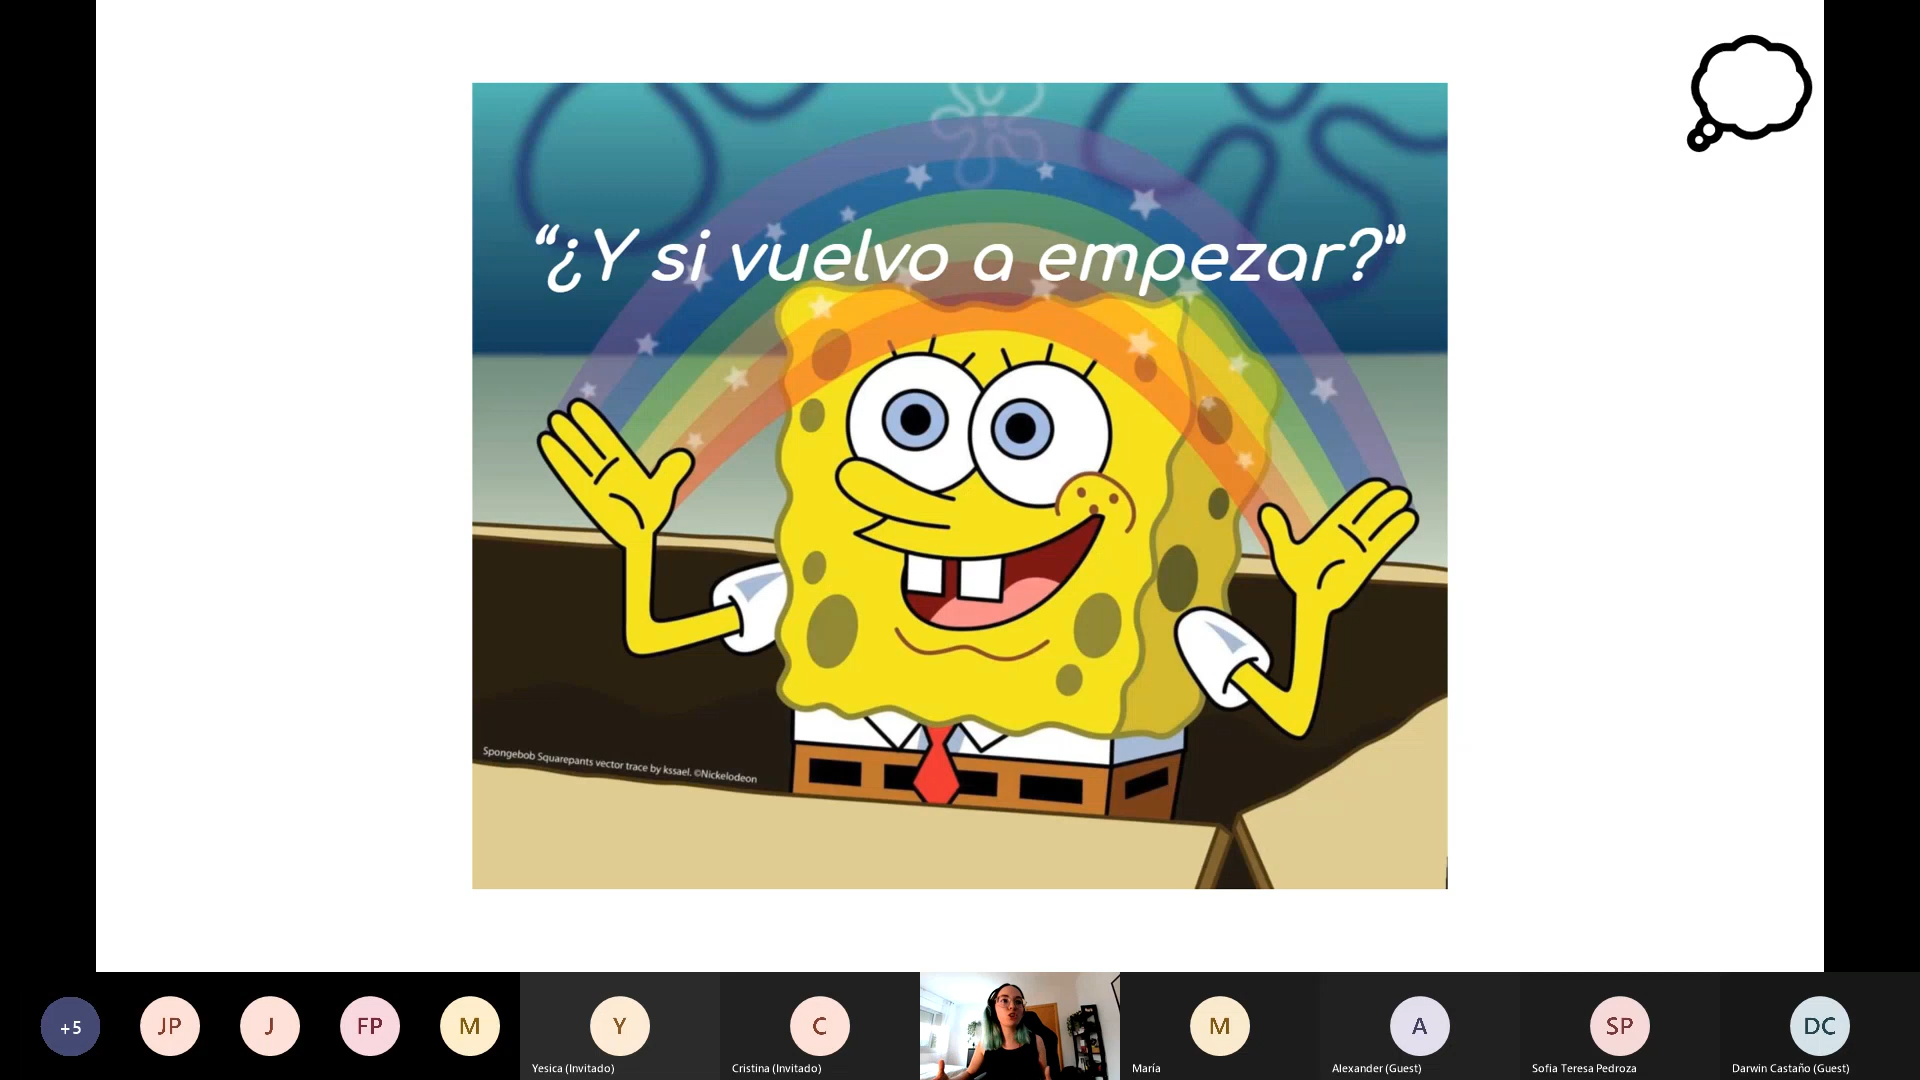 “¿Y si vuelvo a empezar?”
Spongebob Squarepants vector trace by kssael. ©Nickelodeon
+5
JP
J
FP
M
Y
C
M
A
SP
DC
Yesica (Invitado)
Cristina (Invitado)
María
Alexander (Guest)
Sofia Teresa Pedroza
Darwin Castaño (Guest)